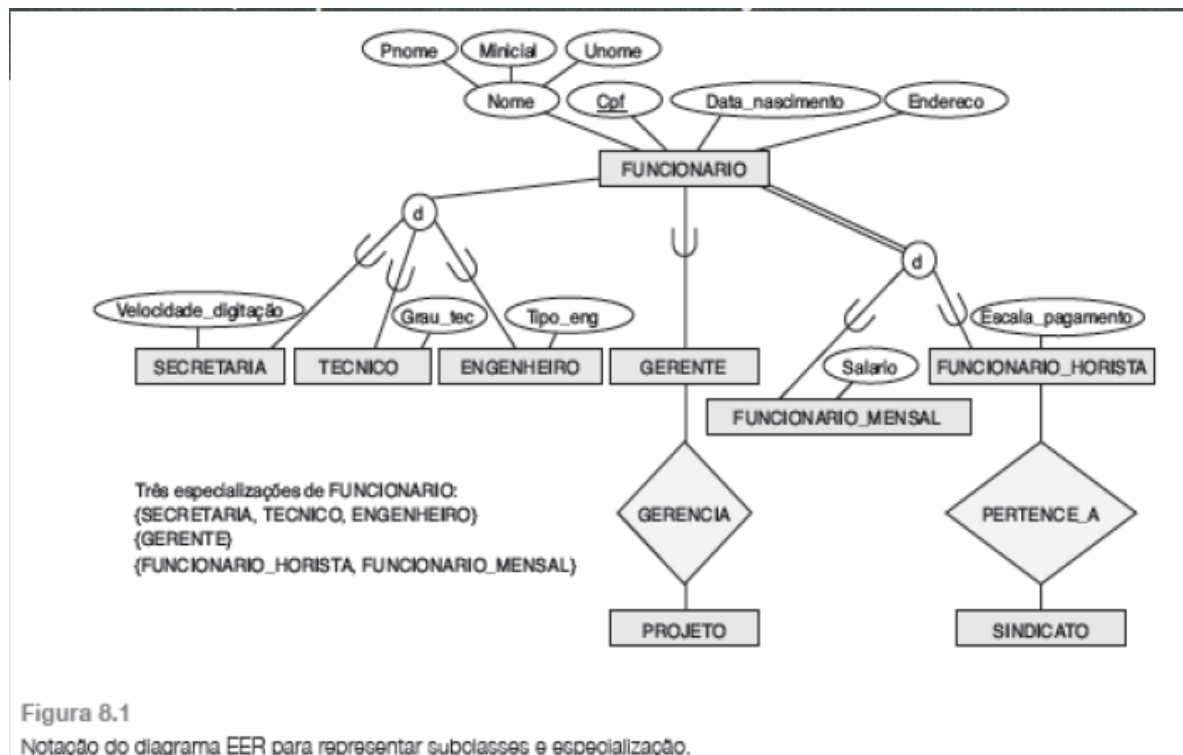 Pnome Minicial Unome
Nome Cpf Data_nascimento Endereco
FUNCIONARIO
d
d
Velocidade_digitação Grau_tec Tipo_eng Escala_pagamento
SECRETARIA TECNICO ENGENHEIRO GERENTE Salario FUNCIONARIO_HORISTA
FUNCIONARIO_MENSAL
Três especializações de FUNCIONARIO:
{SECRETARIA, TECNICO, ENGENHEIRO}
{GERENTE}
{FUNCIONARIO_HORISTA, FUNCIONARIO_MENSAL}
GERENCIA PERTENCE_A
PROJETO SINDICATO
Figura 8.1
Notação do diagrama EER para representar subclasses e especialização.